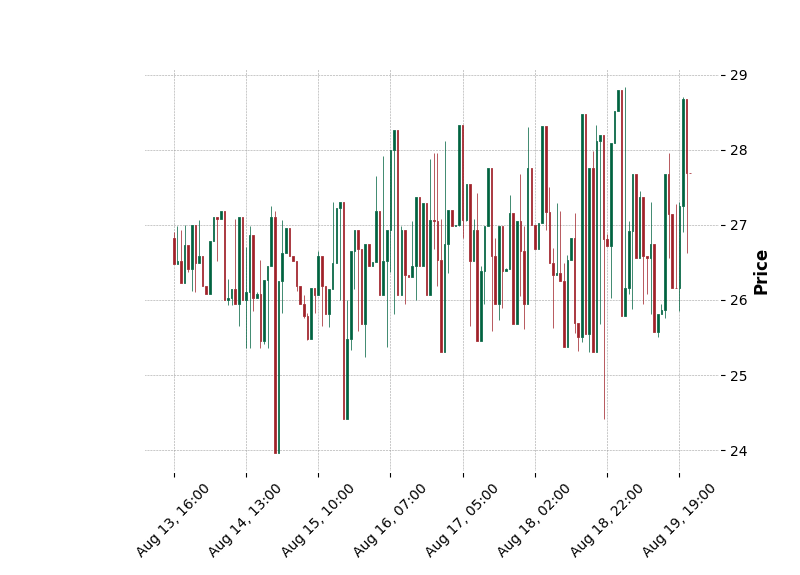 29
28
27
26
25
24
Price
Aug 13, 16:00
Aug 14, 13:00
Aug 15, 10:00
Aug 16, 07:00
Aug 17, 05:00
Aug 18, 02:00
Aug 18, 22:00
Aug 19, 19:00